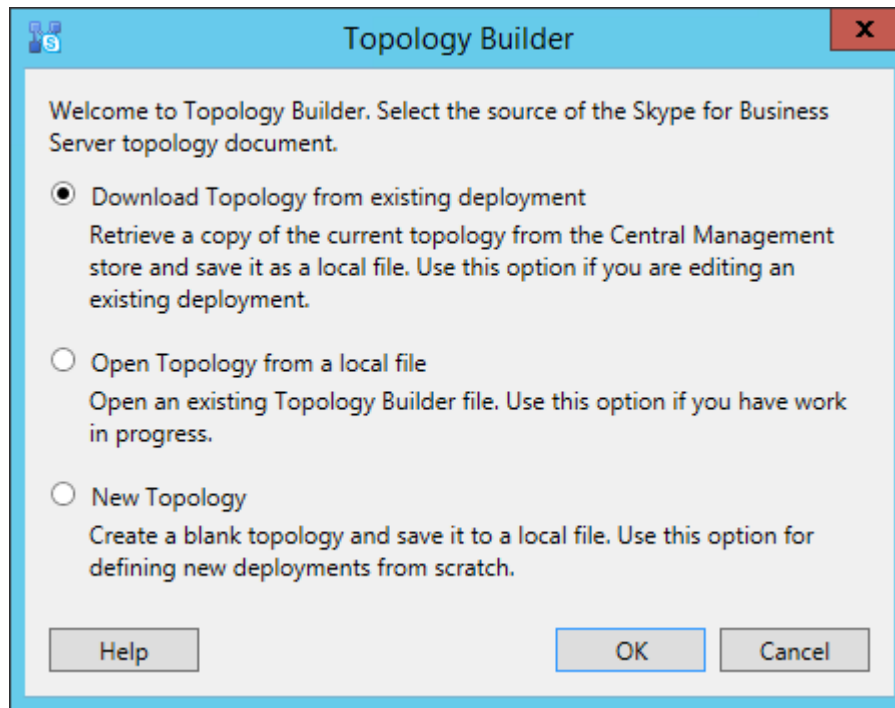 Topology Builder
x
Welcome to Topology Builder. Select the source of the Skype for Business
Server topology document.
Download Topology from existing deployment
Retrieve a copy of the current topology from the Central Management
store and save it as a local file. Use this option if you are editing an
existing deployment.
Open Topology from a local file
Open an existing Topology Builder file. Use this option if you have work
in progress.
New Topology
Create a blank topology and save it to a local file. Use this option for
defining new deployments from scratch.
Help OK Cancel